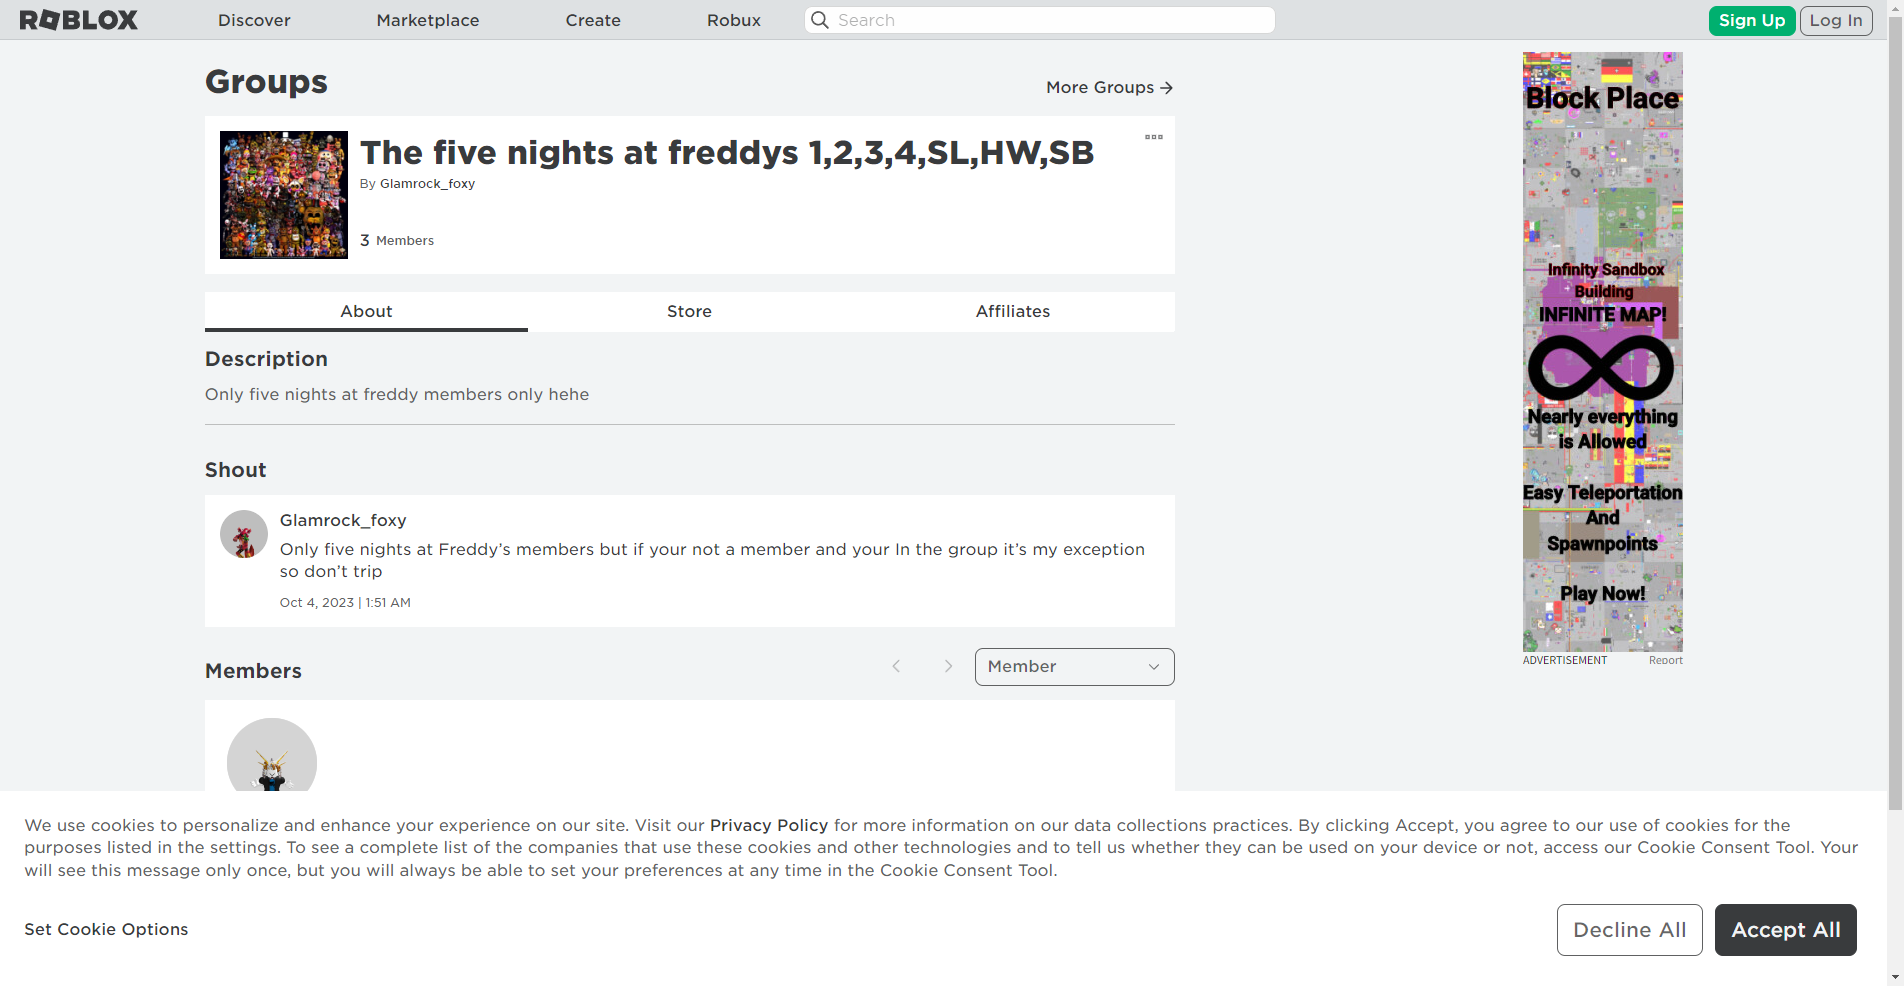 ROBLOX
Discover
Marketplace
Create
Robux
Search
Sign Up
Log In
Groups
More Groups →
The five nights at freddys 1,2,3,4,SL,HW,SB
By Glamrock_foxy
3 Members
About
Store
Affiliates
Description
Only five nights at freddy members only hehe
Shout
Glamrock_foxy
Only five nights at Freddy’s members but if your not a member and your In the group it’s my exception
so don’t trip
Oct 4, 2023 | 1:51 AM
Members
Member
Block Place
Infinity Sandbox
Building
INFINITE MAP!
Nearly everything
is Allowed
Easy Teleportation
And
Spawnpoints
Play Now!
ADVERTISEMENT
Report
We use cookies to personalize and enhance your experience on our site. Visit our Privacy Policy for more information on our data collections practices. By clicking Accept, you agree to our use of cookies for the
purposes listed in the settings. To see a complete list of the companies that use these cookies and other technologies and to tell us whether they can be used on your device or not, access our Cookie Consent Tool. Your
will see this message only once, but you will always be able to set your preferences at any time in the Cookie Consent Tool.
Set Cookie Options
Decline All
Accept All